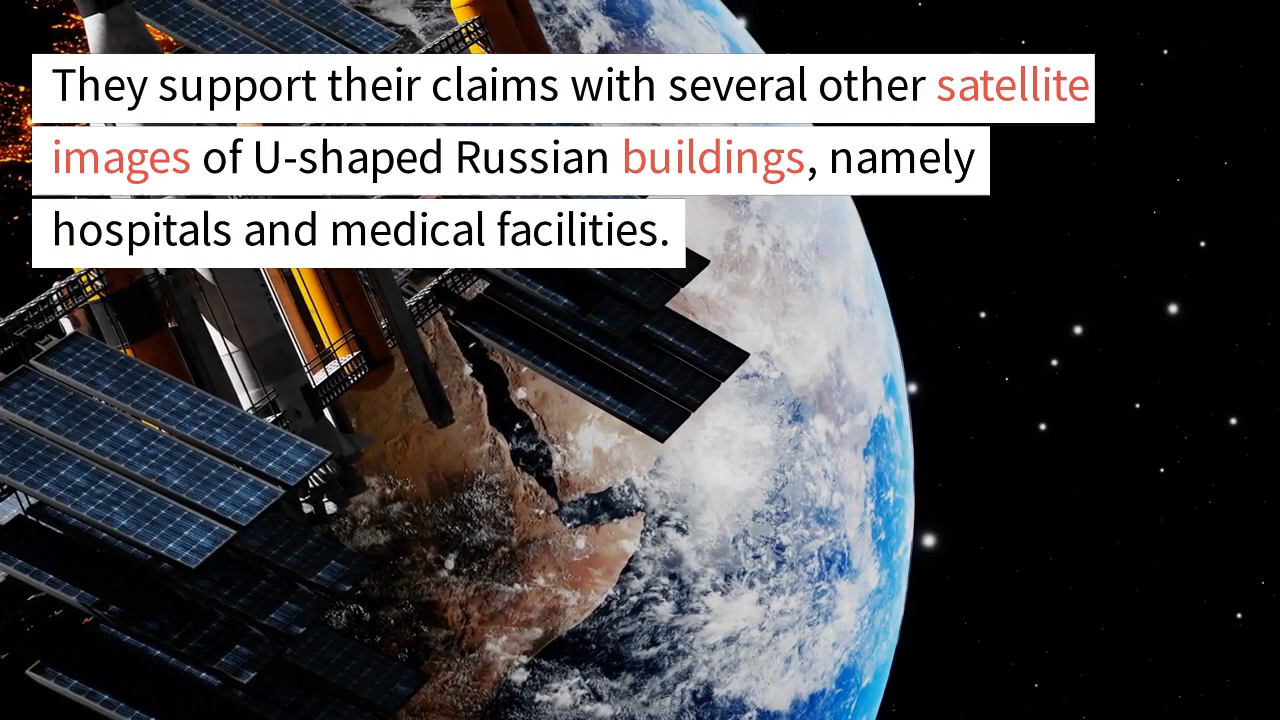 They support their claims with several other satellite
images of U-shaped Russian buildings, namely
hospitals and medical facilities.